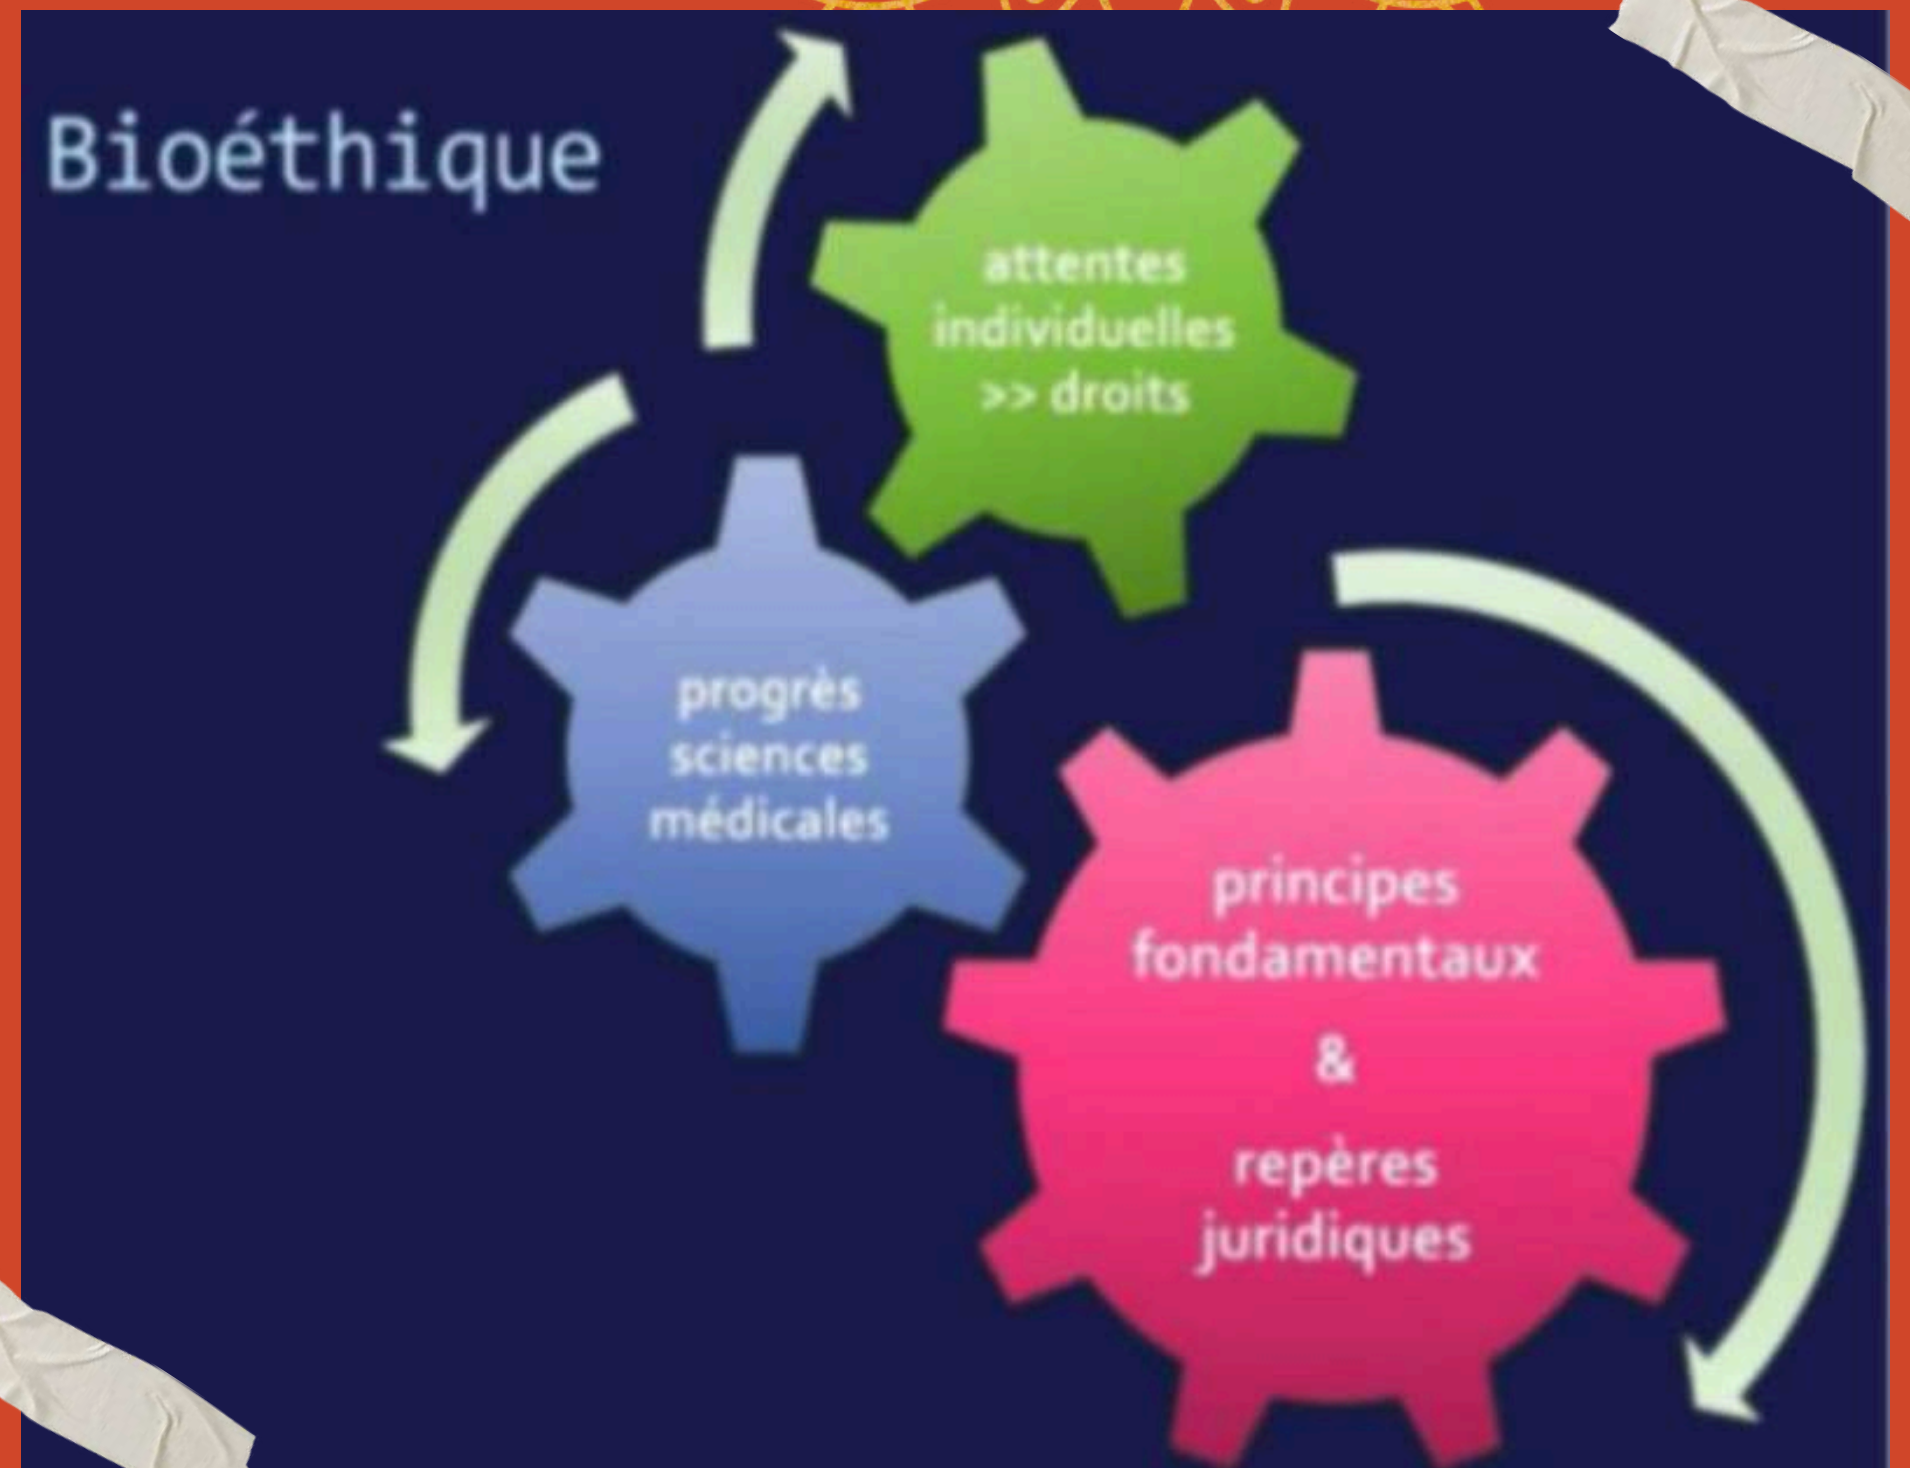 Bioéthique
attentes
individuelles
>> droits
progrès
sciences
médicales
principes
fondamentaux
&
repères
juridiques